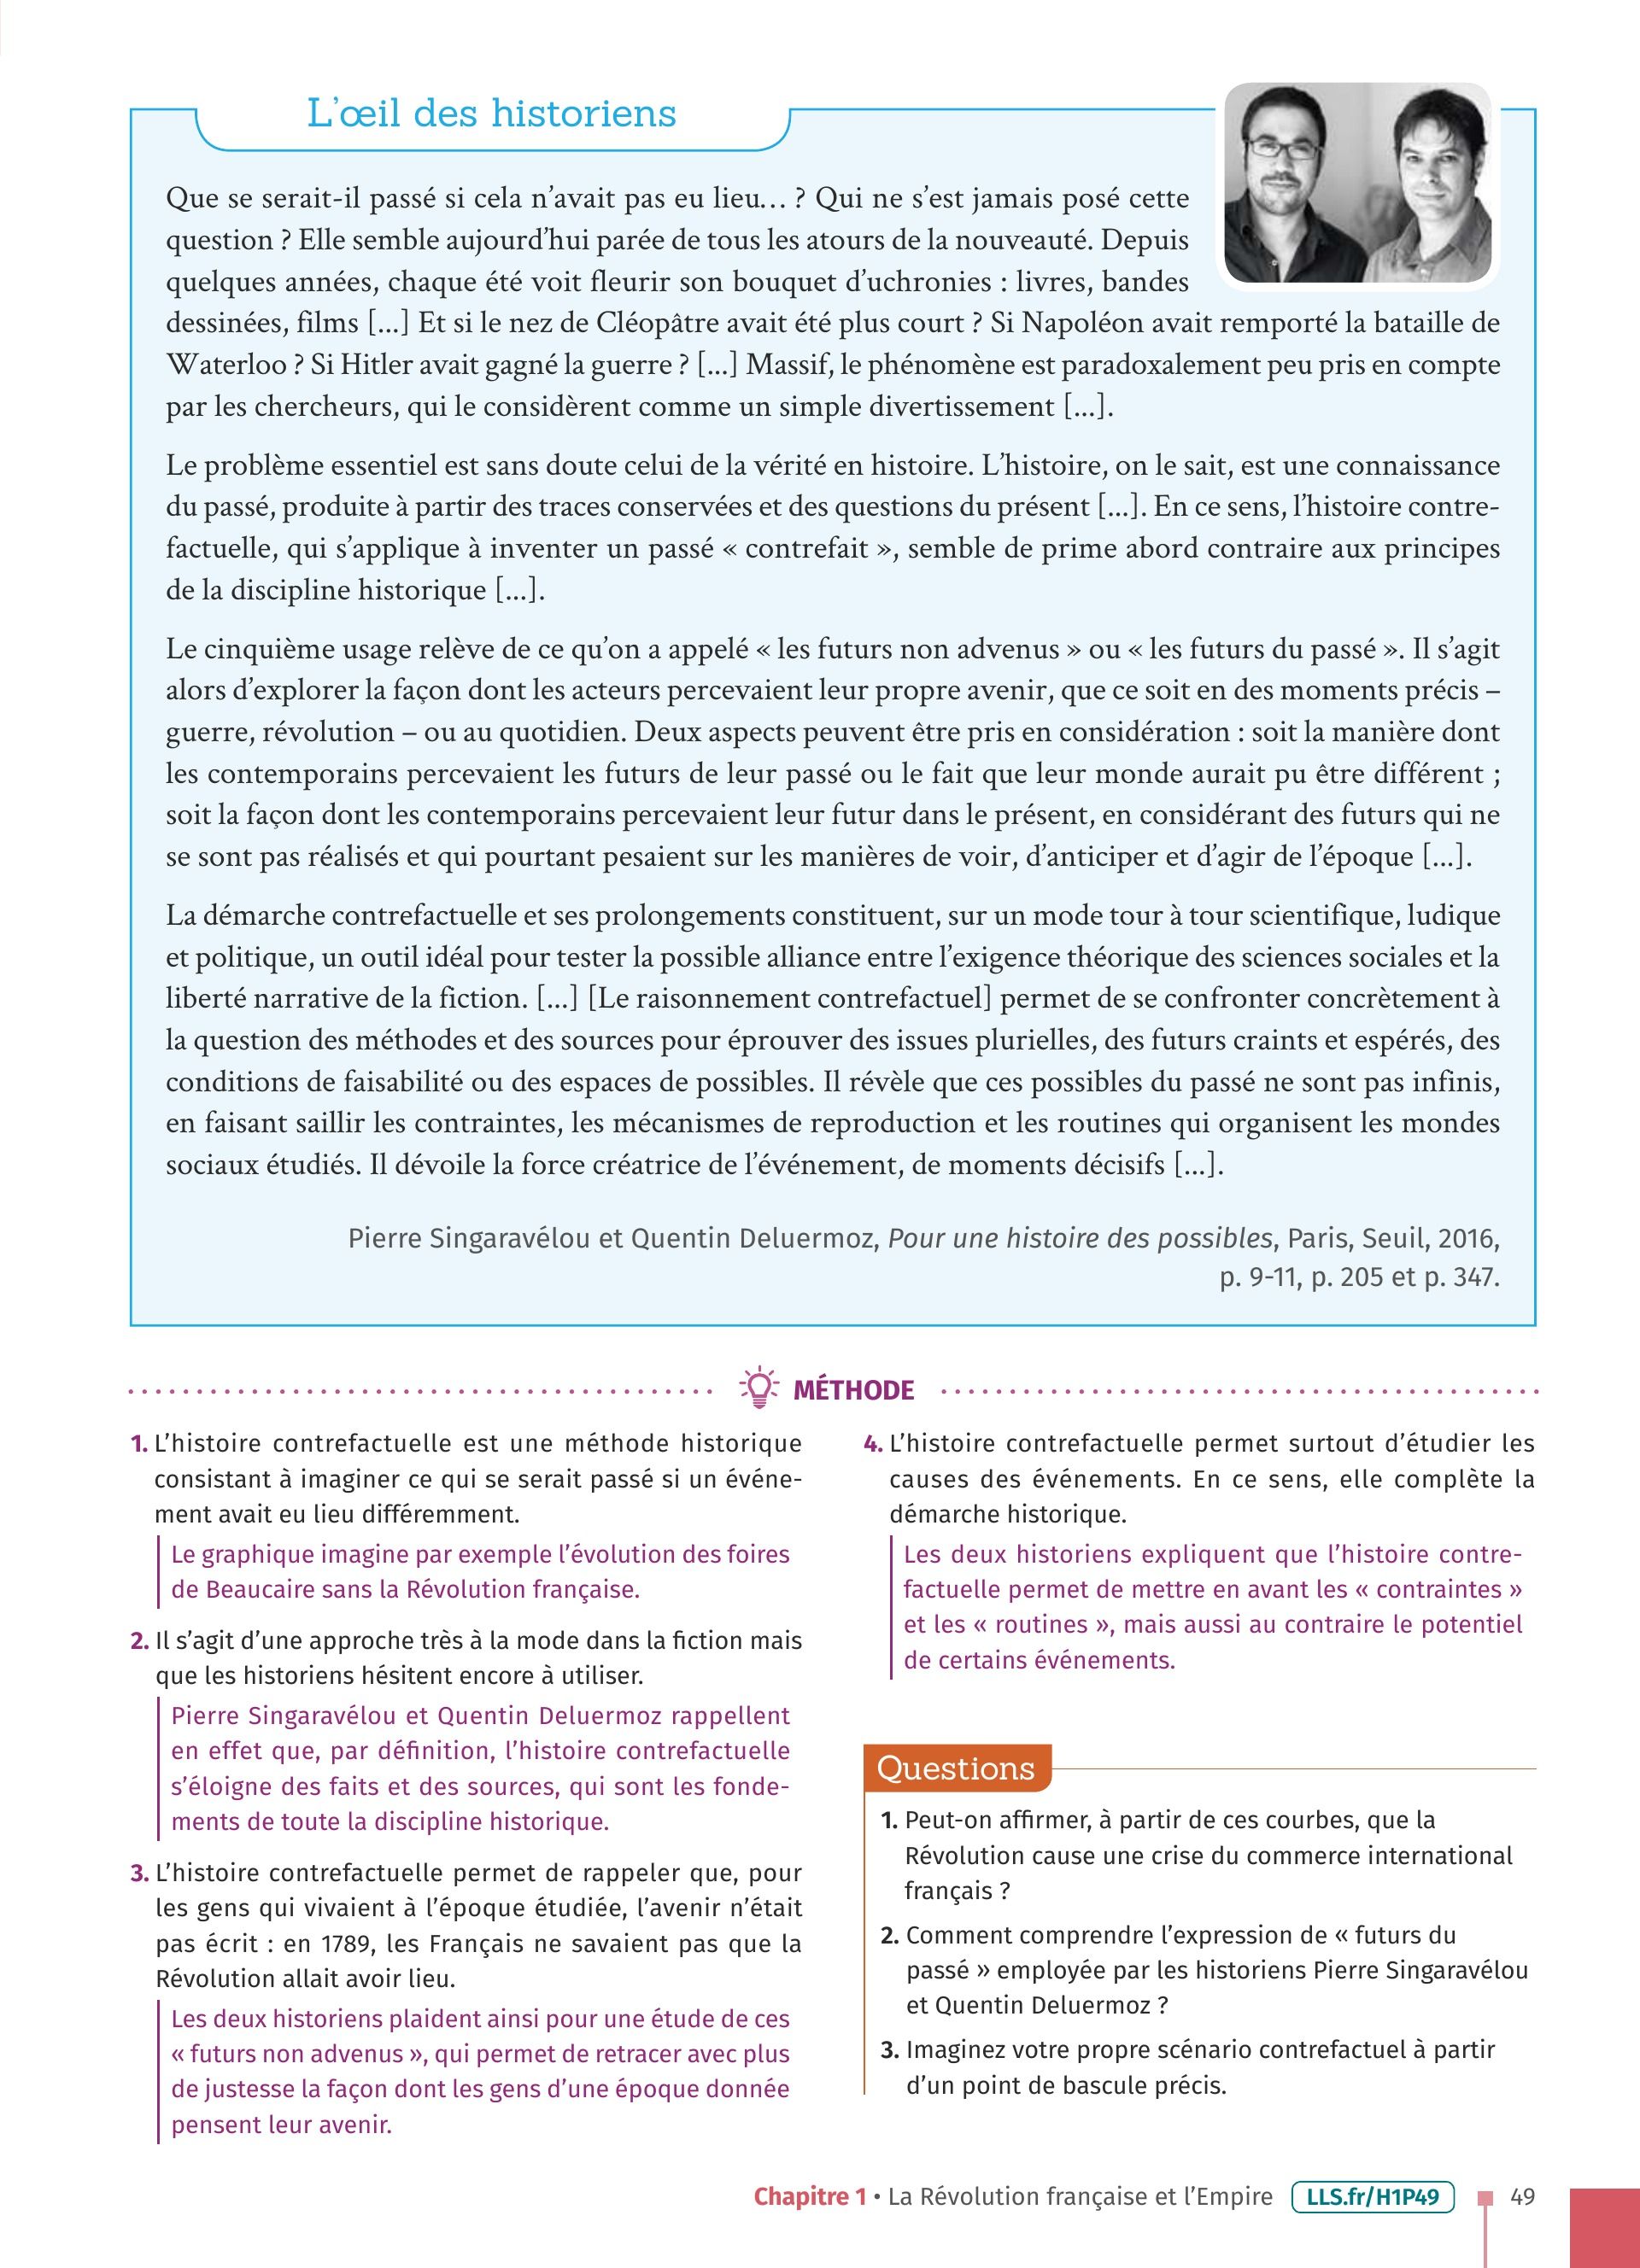 L'œil des historiens
Que se serait-il passé si cela n'avait pas eu lieu… ? Qui ne s'est jamais posé cette
question ? Elle semble aujourd'hui parée de tous les atours de la nouveauté. Depuis
quelques années, chaque été voit fleurir son bouquet d'uchronies : livres, bandes
dessinées, films [...] Et si le nez de Cléopâtre avait été plus court ? Si Napoléon avait remporté la bataille de
Waterloo ? Si Hitler avait gagné la guerre ? [...] Massif, le phénomène est paradoxalement peu pris en compte
par les chercheurs, qui le considèrent comme un simple divertissement [...].
Le problème essentiel est sans doute celui de la vérité en histoire. L'histoire, on le sait, est une connaissance
du passé, produite à partir des traces conservées et des questions du présent [...]. En ce sens, l'histoire contre-
factuelle, qui s'applique à inventer un passé « contrefait », semble de prime abord contraire aux principes
de la discipline historique [...].
Le cinquième usage relève de ce qu'on a appelé « les futurs non advenus » ou « les futurs du passé ». Il s'agit
alors d'explorer la façon dont les acteurs percevaient leur propre avenir, que ce soit en des moments précis –
guerre, révolution – ou au quotidien. Deux aspects peuvent être pris en considération : soit la manière dont
les contemporains percevaient les futurs de leur passé ou le fait que leur monde aurait pu être différent ;
soit la façon dont les contemporains percevaient leur futur dans le présent, en considérant des futurs qui ne
se sont pas réalisés et qui pourtant pesaient sur les manières de voir, d'anticiper et d'agir de l'époque [...].
La démarche contrefactuelle et ses prolongements constituent, sur un mode tour à tour scientifique, ludique
et politique, un outil idéal pour tester la possible alliance entre l'exigence théorique des sciences sociales et la
liberté narrative de la fiction. [...] [Le raisonnement contrefactuel] permet de se confronter concrètement à
la question des méthodes et des sources pour éprouver des issues plurielles, des futurs craints et espérés, des
conditions de faisabilité ou des espaces de possibles. Il révèle que ces possibles du passé ne sont pas infinis,
en faisant saillir les contraintes, les mécanismes de reproduction et les routines qui organisent les mondes
sociaux étudiés. Il dévoile la force créatrice de l'événement, de moments décisifs [...].
Pierre Singaravélou et Quentin Deluermoz, Pour une histoire des possibles, Paris, Seuil, 2016,
p. 9-11, p. 205 et p. 347.
MÉTHODE
1. L'histoire contrefactuelle est une méthode historique
consistant à imaginer ce qui se serait passé si un événe-
ment avait eu lieu différemment.
Le graphique imagine par exemple l'évolution des foires
de Beaucaire sans la Révolution française.
2. Il s'agit d'une approche très à la mode dans la fiction mais
que les historiens hésitent encore à utiliser.
Pierre Singaravélou et Quentin Deluermoz rappellent
en effet que, par définition, l'histoire contrefactuelle
s'éloigne des faits et des sources, qui sont les fonde-
ments de toute la discipline historique.
3. L'histoire contrefactuelle permet de rappeler que, pour
les gens qui vivaient à l'époque étudiée, l'avenir n'était
pas écrit : en 1789, les Français ne savaient pas que la
Révolution allait avoir lieu.
Les deux historiens plaident ainsi pour une étude de ces
« futurs non advenus », qui permet de retracer avec plus
de justesse la façon dont les gens d'une époque donnée
pensent leur avenir.
4. L'histoire contrefactuelle permet surtout d'étudier les
causes des événements. En ce sens, elle complète la
démarche historique.
Les deux historiens expliquent que l'histoire contre-
factuelle permet de mettre en avant les « contraintes »
et les « routines », mais aussi au contraire le potentiel
de certains événements.
Questions
1. Peut-on affirmer, à partir de ces courbes, que la
Révolution cause une crise du commerce international
français ?
2. Comment comprendre l'expression de « futurs du
passé » employée par les historiens Pierre Singaravélou
et Quentin Deluermoz ?
3. Imaginez votre propre scénario contrefactuel à partir
d'un point de bascule précis.
Chapitre 1 • La Révolution française et l'Empire LLS.fr/H1P49 49